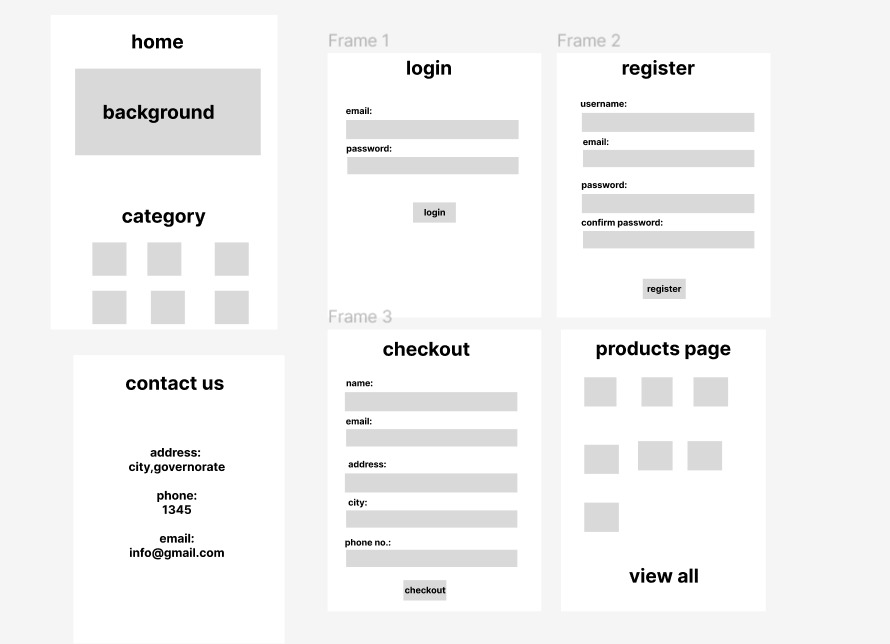 home
background
category
contact us
address:
city,governorate
phone:
1345
email:
info@gmail.com
Frame 1
login
email:
password:
login
Frame 2
register
username:
email:
password:
confirm password:
register
Frame 3
checkout
name:
email:
address:
city:
phone no.:
checkout
products page
view all